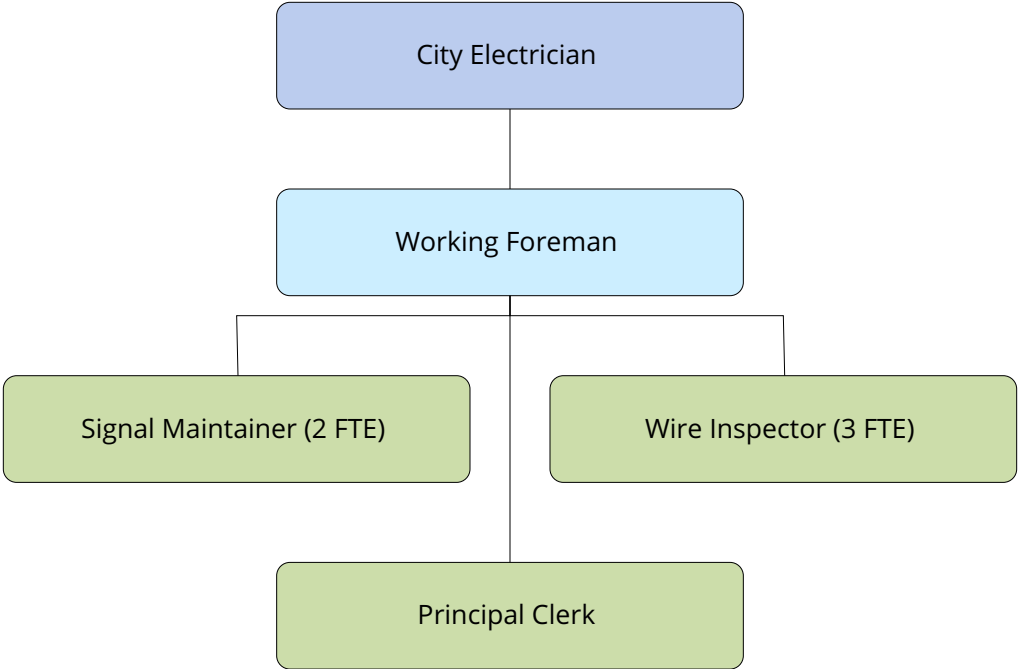 City Electrician
Working Foreman
Signal Maintainer (2 FTE)
Wire Inspector (3 FTE)
Principal Clerk